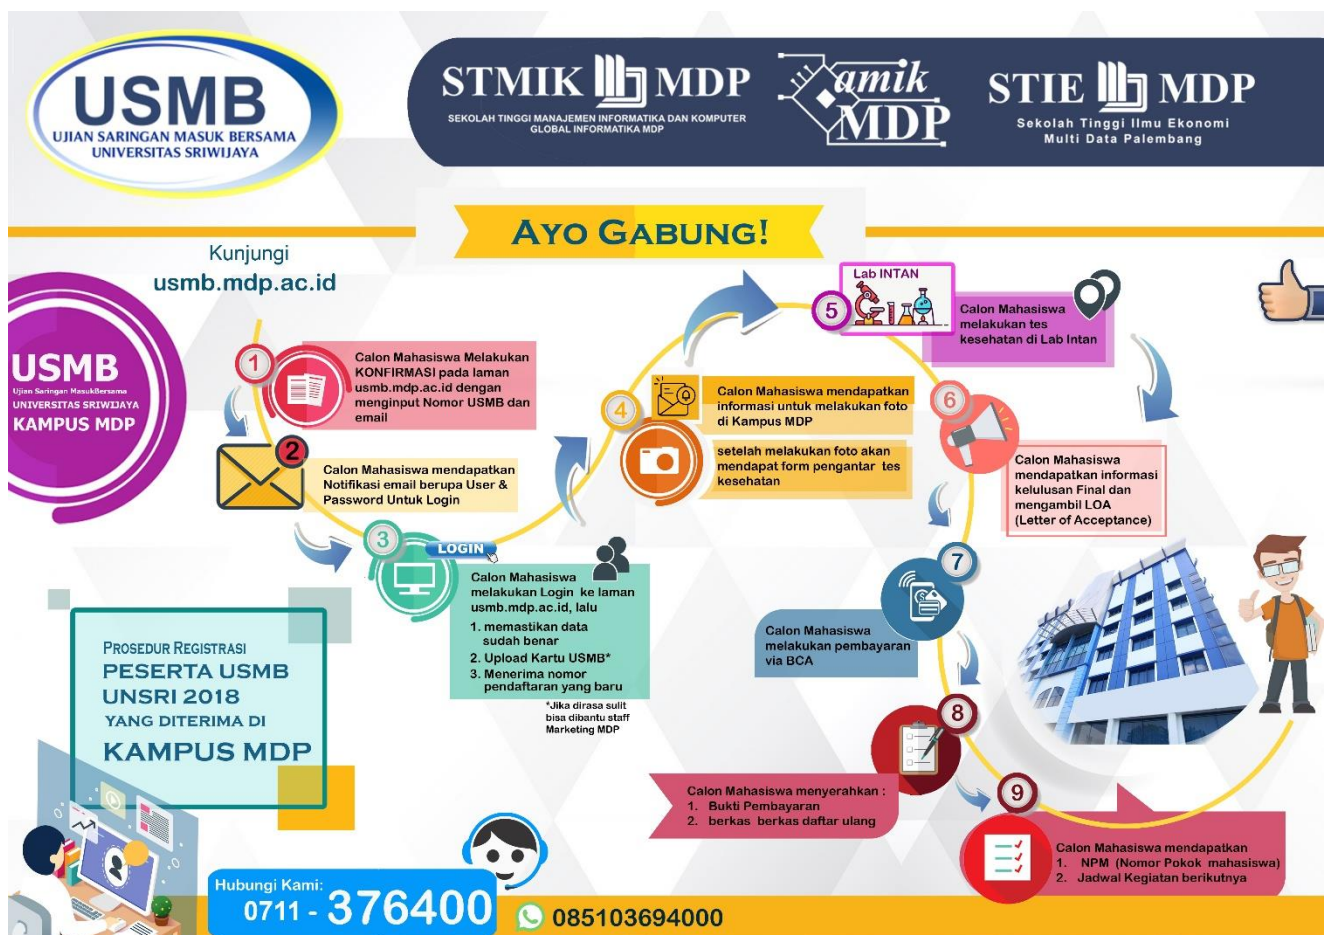 USMB
UJIAN SARINGAN MASUK BERSAMA
UNIVERSITAS SRIWIJAYA
STMIK MDP
SEKOLAH TINGGI MANAJEMEN INFORMATIKA DAN KOMPUTER
GLOBAL INFORMATIKA MDP
amik
MDP
STIE MDP
Sekolah Tinggi Ilmu Ekonomi
Multi Data Palembang
AYO GABUNG!
Kunjungi
usmb.mdp.ac.id
USMB
Ujian Saringan MasukBersama
UNIVERSITAS SRIWIJAYA
KAMPUS MDP
1
Calon Mahasiswa Melakukan
KONFIRMASI pada laman
usmb.mdp.ac.id dengan
menginput Nomor USMB dan
email
2
Calon Mahasiswa mendapatkan
Notifikasi email berupa User &
Password Untuk Login
3
LOGIN
Calon Mahasiswa
melakukan Login ke laman
usmb.mdp.ac.id, lalu
1. memastikan data
sudah benar
2. Upload Kartu USMB*
3. Menerima nomor
pendaftaran yang baru
*Jika dirasa sulit
bisa dibantu staff
Marketing MDP
4
Calon Mahasiswa mendapatkan
informasi untuk melakukan foto
di Kampus MDP
setelah melakukan foto akan
mendapat form pengantar tes
kesehatan
5
Lab INTAN
Calon Mahasiswa
melakukan tes
kesehatan di Lab Intan
6
Calon Mahasiswa
mendapatkan informasi
kelulusan Final dan
mengambil LOA
(Letter of Acceptance)
7
Calon Mahasiswa
melakukan pembayaran
via BCA
8
Calon Mahasiswa menyerahkan :
1. Bukti Pembayaran
2. berkas berkas daftar ulang
9
Calon Mahasiswa mendapatkan
1. NPM (Nomor Pokok mahasiswa)
2. Jadwal Kegiatan berikutnya
PROSEDUR REGISTRASI
PESERTA USMB
UNSRI 2018
YANG DITERIMA DI
KAMPUS MDP
Hubungi Kami:
0711 - 376400
085103694000